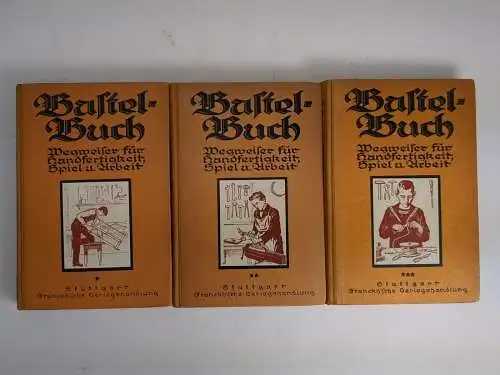 Bastel-
Buch
Wegweiser für
Handfertigkeit,
Spiel u. Arbeit
*
Stuttgart
Franckh'sche Verlagshandlung
Bastel-
Buch
Wegweiser für
Handfertigkeit,
Spiel u. Arbeit
**
Stuttgart
Franckh'sche Verlagshandlung
Bastel-
Buch
Wegweiser für
Handfertigkeit,
Spiel u. Arbeit
***
Stuttgart
Franckh'sche Verlagshandlung